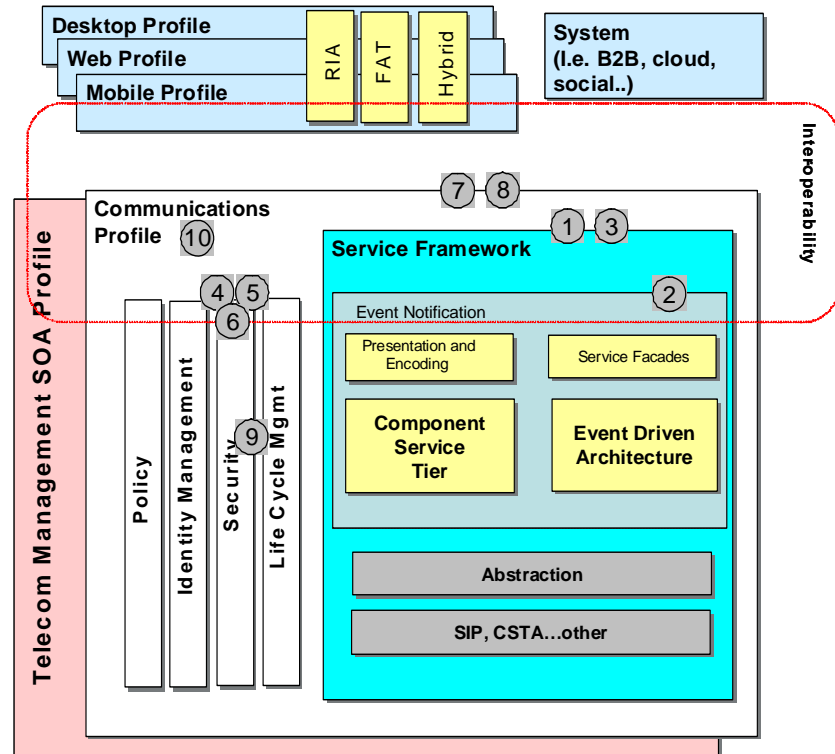 Desktop Profile
Web Profile
Mobile Profile
RIA
FAT
Hybrid
System
(I.e. B2B, cloud,
social..)
Interoperability
Telecom Management SOA Profile
Communications
Profile
10
7
8
1
3
Service Framework
4
5
6
9
2
Policy
Identity Management
Security
Life Cycle Mgmt
Event Notification
Presentation and
Encoding
Service Facades
Component
Service
Tier
Event Driven
Architecture
Abstraction
SIP, CSTA...other